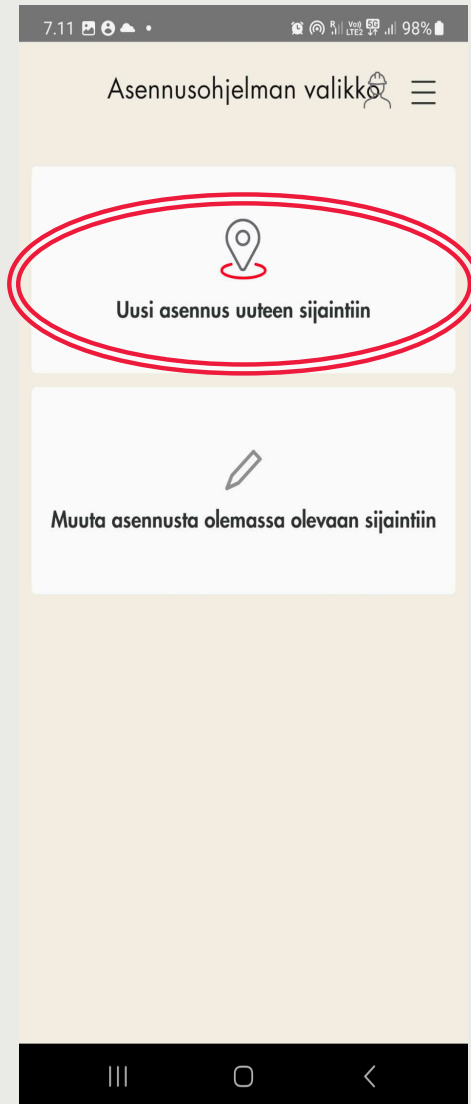 7.11 98%
Asennusohjelman valikko
Uusi asennus uuteen sijaintiin
Muuta asennusta olemassa olevaan sijaintiin